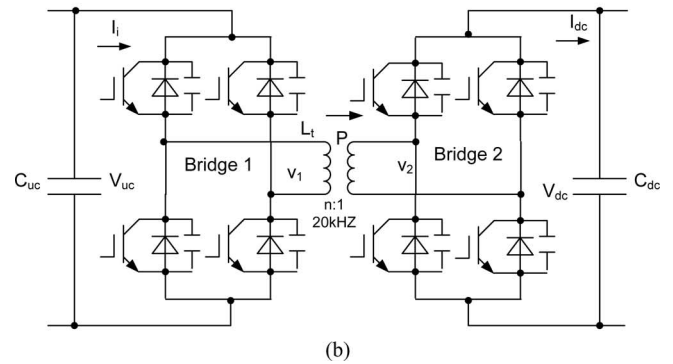 I_i
I_dc
L_t
P
Bridge 1
Bridge 2
C_uc
V_uc
v_1
v_2
V_dc
C_dc
n:1
20kHZ
(b)